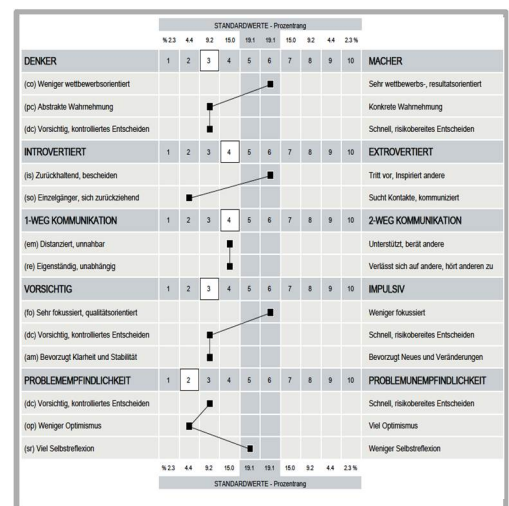 STANDARDWERTE - Prozentrang
% 2.3 4.4 9.2 15.0 19.1 19.1 15.0 9.2 4.4 2.3 %
DENKER 1 2 3 4 5 6 7 8 9 10 MACHER
(co) Weniger wettbewerbsorientiert Sehr wettbewerbs-, resultatsorientiert
(pc) Abstrakte Wahrnehmung Konkrete Wahrnehmung
(dc) Vorsichtig, kontrolliertes Entscheiden Schnell, risikobereites Entscheiden
INTROVERTIERT 1 2 3 4 5 6 7 8 9 10 EXTROVERTIERT
(is) Zurückhaltend, bescheiden Tritt vor, Inspiriert andere
(so) Einzelgänger, sich zurückziehend Sucht Kontakte, kommuniziert
1-WEG KOMMUNIKATION 1 2 3 4 5 6 7 8 9 10 2-WEG KOMMUNIKATION
(em) Distanziert, unnahbar Unterstützt, berät andere
(re) Eigenständig, unabhängig Verlässt sich auf andere, hört anderen zu
VORSICHTIG 1 2 3 4 5 6 7 8 9 10 IMPULSIV
(fo) Sehr fokussiert, qualitätsorientiert Weniger fokussiert
(dc) Vorsichtig, kontrolliertes Entscheiden Schnell, risikobereites Entscheiden
(am) Bevorzugt Klarheit und Stabilität Bevorzugt Neues und Veränderungen
PROBLEMEMPFINDLICHKEIT 1 2 3 4 5 6 7 8 9 10 PROBLEMUNEMPFINDLICHKEIT
(dc) Vorsichtig, kontrolliertes Entscheiden Schnell, risikobereites Entscheiden
(op) Weniger Optimismus Viel Optimismus
(sr) Viel Selbstreflexion Weniger Selbstreflexion
% 2.3 4.4 9.2 15.0 19.1 19.1 15.0 9.2 4.4 2.3 %
STANDARDWERTE - Prozentrang